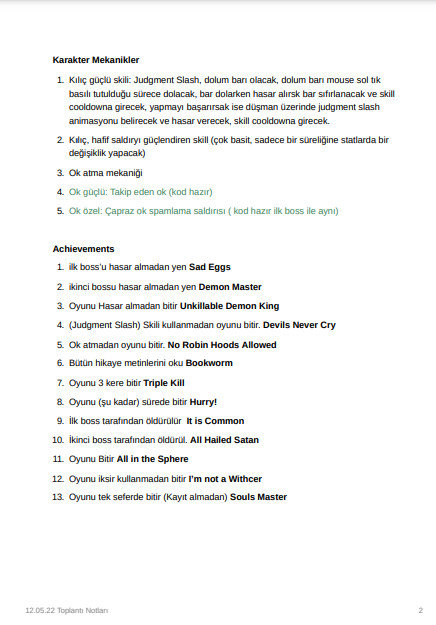 Karakter Mekanikler
1. Kılıç güçlü skili: Judgment Slash, dolum barı olacak, dolum barı mouse sol tık
basılı tutulduğu sürece dolacak, bar dolarken hasar alırsk bar sıfırlanacak ve skill
cooldowna girecek, yapmayı başarırsak ise düşman üzerinde judgment slash
animasyonu belirecek ve hasar verecek, skill cooldowna girecek.
2. Kılıç, hafif saldırıyı güçlendiren skill (çok basit, sadece bir süreliğine statlarda bir
değişiklik yapacak)
3. Ok atma mekaniği
4. Ok güçlü: Takip eden ok (kod hazır)
5. Ok özel: Çapraz ok spamlama saldırısı ( kod hazır ilk boss ile aynı)
Achievements
1. ilk boss'u hasar almadan yen Sad Eggs
2. ikinci bossu hasar almadan yen Demon Master
3. Oyunu Hasar almadan bitir Unkillable Demon King
4. (Judgment Slash) Skili kullanmadan oyunu bitir. Devils Never Cry
5. Ok atmadan oyunu bitir. No Robin Hoods Allowed
6. Bütün hikaye metinlerini oku Bookworm
7. Oyunu 3 kere bitir Triple Kill
8. Oyunu (şu kadar) sürede bitir Hurry!
9. İlk boss tarafından öldürülür It is Common
10. İkinci boss tarafından öldürül. All Hailed Satan
11. Oyunu Bitir All in the Sphere
12. Oyunu iksir kullanmadan bitir I'm not a Withcer
13. Oyunu tek seferde bitir (Kayıt almadan) Souls Master
12.05.22 Toplantı Notları
2